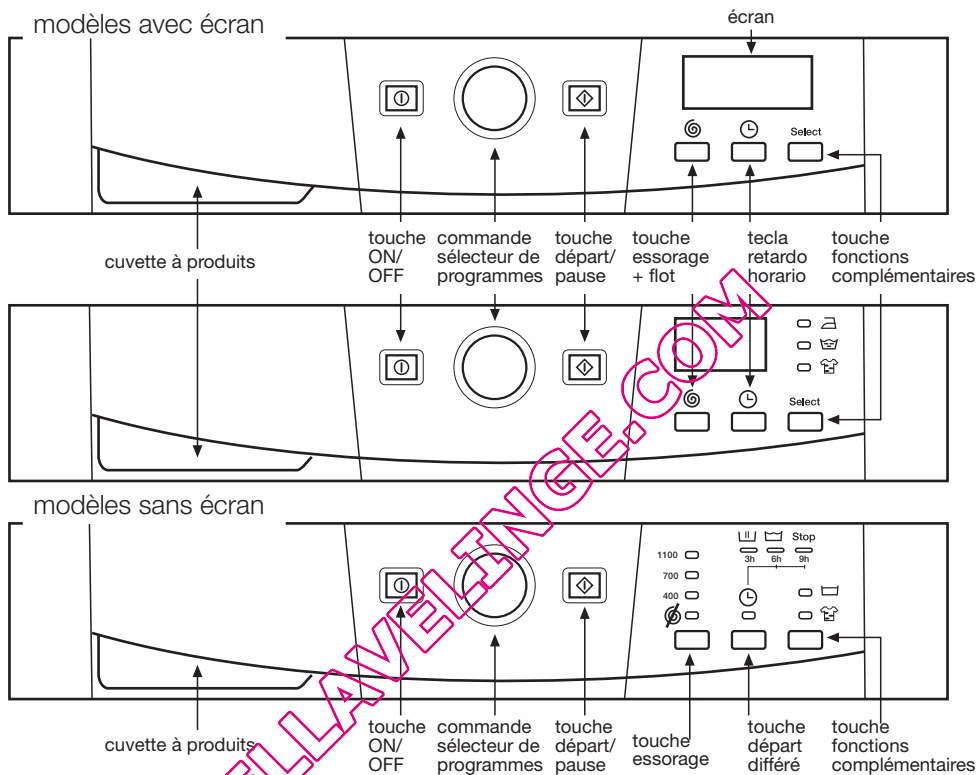 modèles avec écran
écran
Select
cuvette à produits
touche
ON/
OFF
commande
sélecteur de
programmes
touche
départ/
pause
touche
essorage
+ flot
tecla
retardo
horario
touche
fonctions
complémentaires
Select
modèles sans écran
Stop
3h 6h 9h
1100
700
400
cuvette à produits
touche
ON/
OFF
commande
sélecteur de
programmes
touche
départ/
pause
touche
essorage
touche
départ
différé
touche
fonctions
complémentaires
ELLAVELINGE.COM